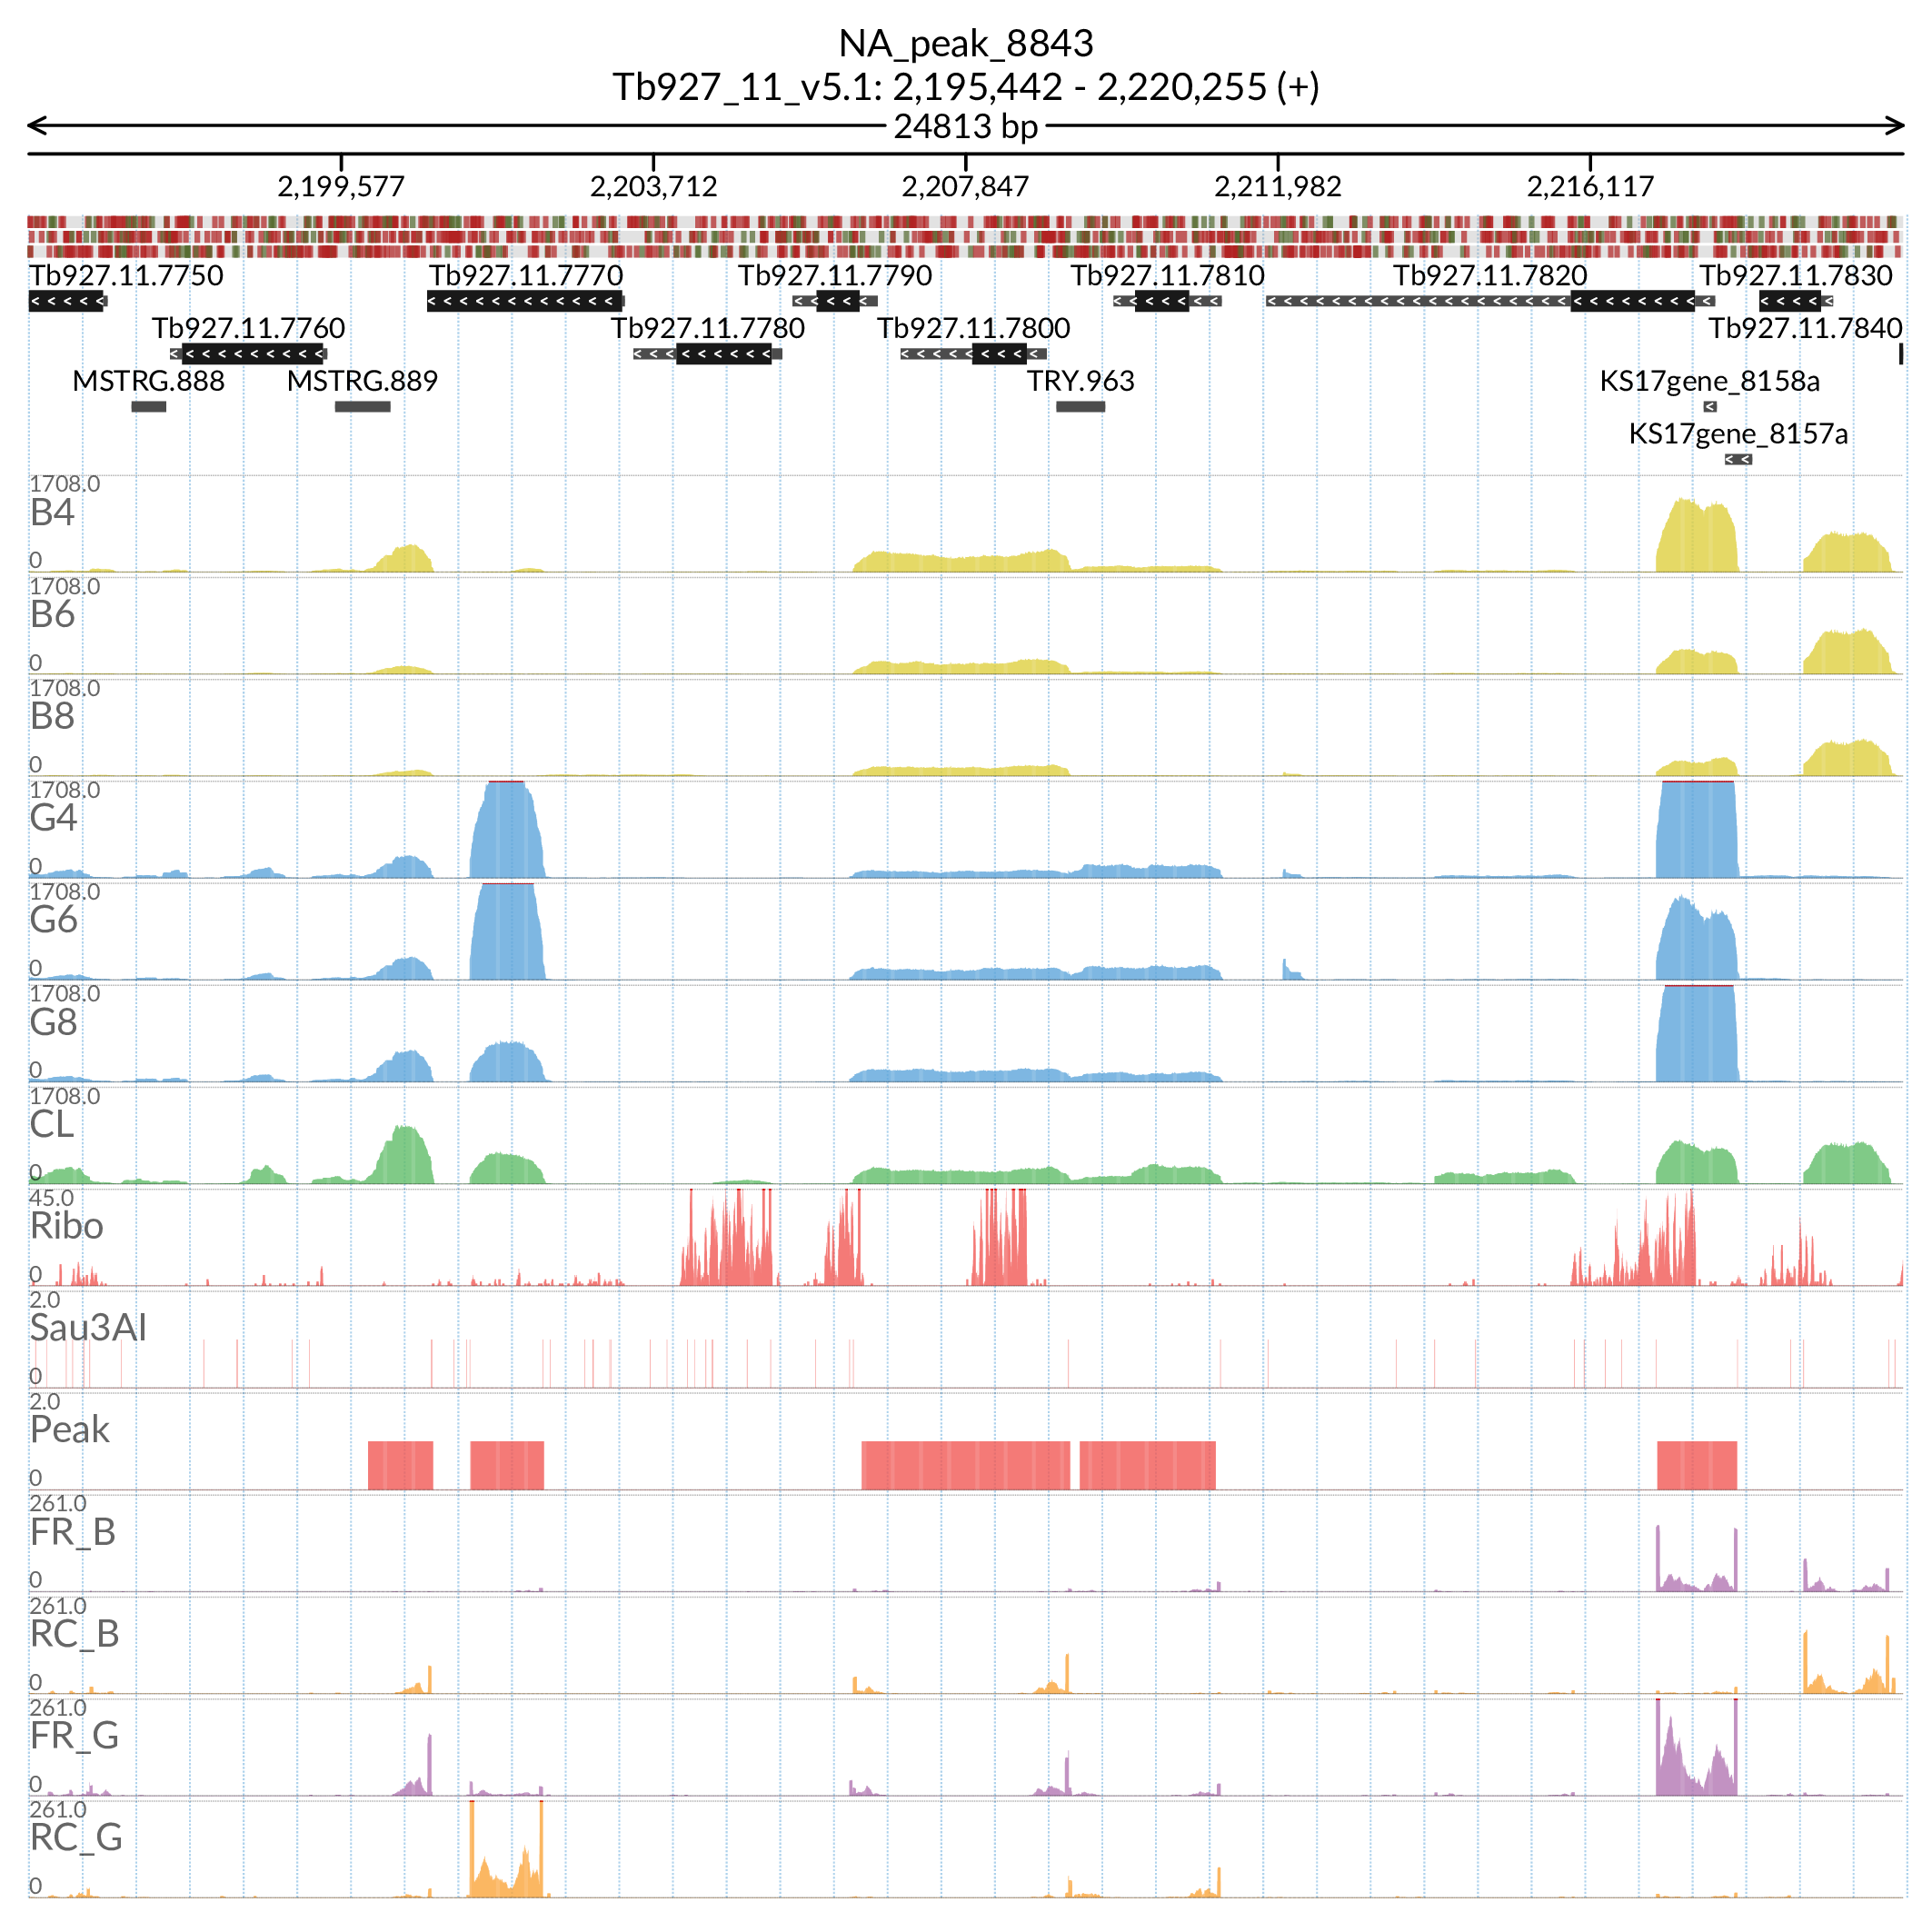 NA_peak_8843
Tb927_11_v5.1: 2,195,442 - 2,220,255 (+)
24813 bp
2,199,577 2,203,712 2,207,847 2,211,982 2,216,117
Tb927.11.7750 Tb927.11.7770 Tb927.11.7790 Tb927.11.7810 Tb927.11.7820 Tb927.11.7830
Tb927.11.7760 Tb927.11.7780 Tb927.11.7800 Tb927.11.7840
MSTRG.888 MSTRG.889 TRY.963 KS17gene_8158a
KS17gene_8157a
1708.0
B4
0
1708.0
B6
0
1708.0
B8
0
1708.0
G4
0
1708.0
G6
0
1708.0
G8
0
1708.0
CL
0
45.0
Ribo
0
2.0
Sau3AI
0
2.0
Peak
0
261.0
FR_B
0
261.0
RC_B
0
261.0
FR_G
0
261.0
RC_G
0